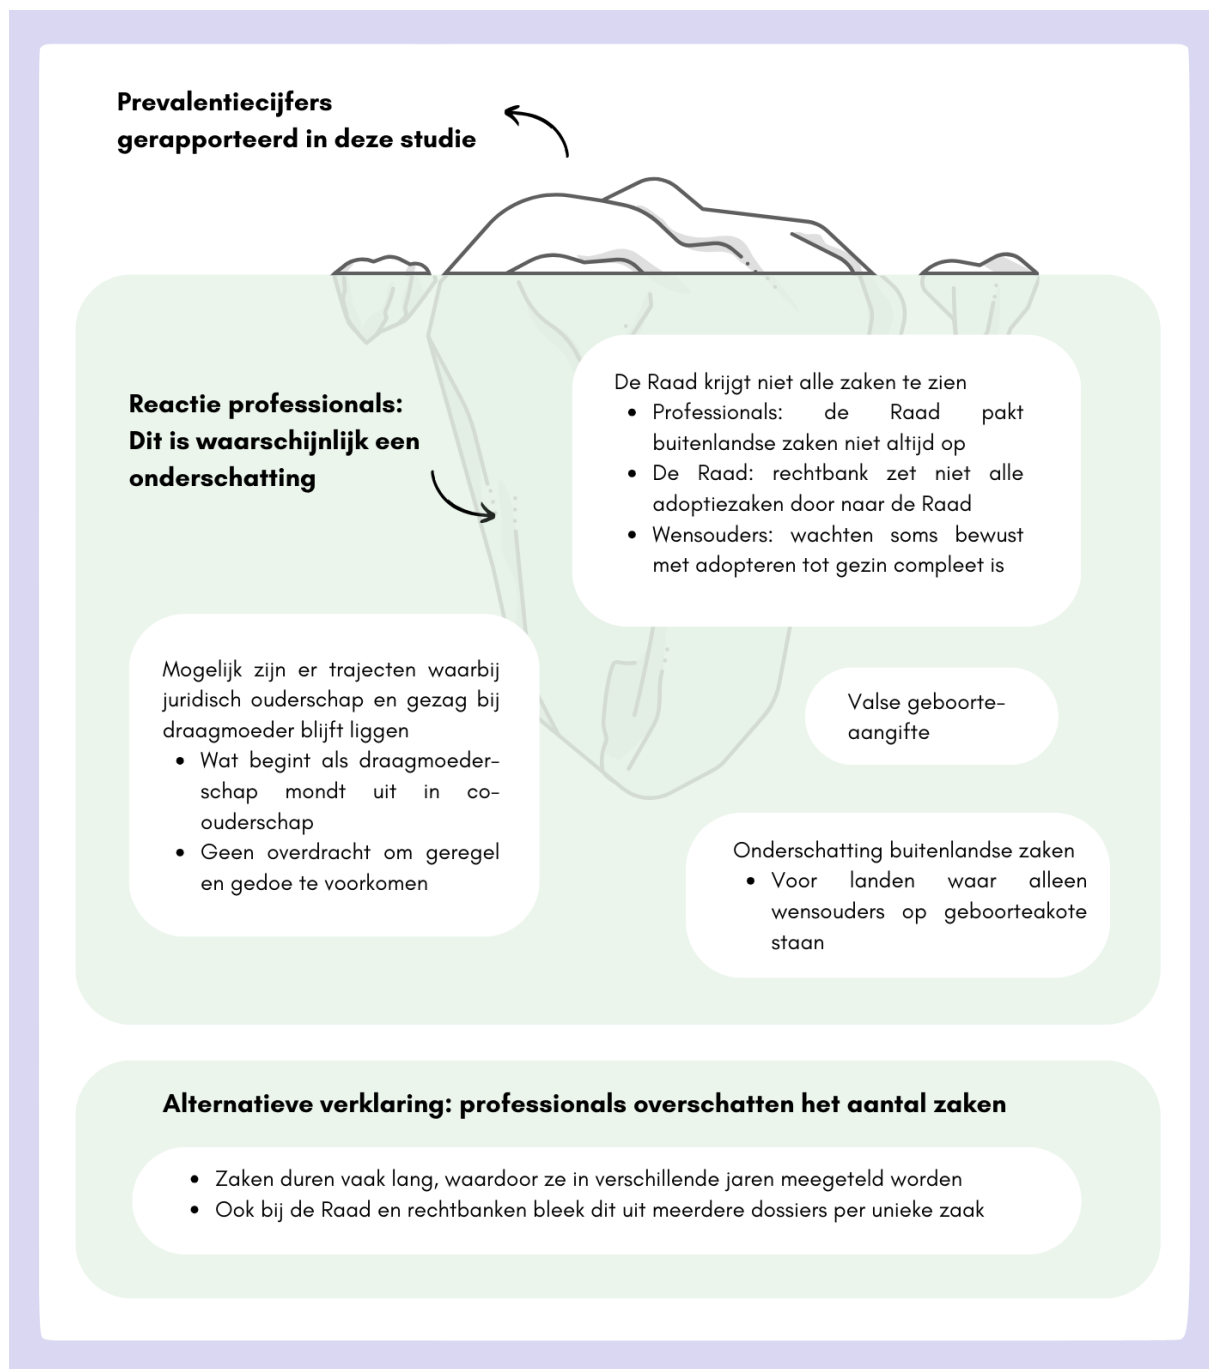 Prevalentiecijfers
gerapporteerd in deze studie
Reactie professionals:
Dit is waarschijnlijk een
onderschatting
De Raad krijgt niet alle zaken te zien
• Professionals: de Raad pakt
buitenlandse zaken niet altijd op
• De Raad: rechtbank zet niet alle
adoptiezaken door naar de Raad
• Wensouders: wachten soms bewust
met adopteren tot gezin compleet is
Mogelijk zijn er trajecten waarbij
juridisch ouderschap en gezag bij
draagmoeder blijft liggen
• Wat begint als draagmoeder-
schap mondt uit in co-
ouderschap
• Geen overdracht om geregel
en gedoe te voorkomen
Valse geboorte-
aangifte
Onderschatting buitenlandse zaken
• Voor landen waar alleen
wensouders op geboorteakote
staan
Alternatieve verklaring: professionals overschatten het aantal zaken
• Zaken duren vaak lang, waardoor ze in verschillende jaren meegeteld worden
• Ook bij de Raad en rechtbanken bleek dit uit meerdere dossiers per unieke zaak